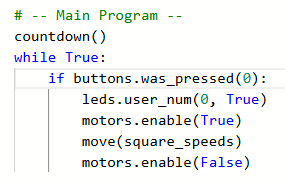 # -- Main Program --
countdown()
while True:
    if buttons.was_pressed(0):
        leds.user_num(0, True)
        motors.enable(True)
        move(square_speeds)
        motors.enable(False)